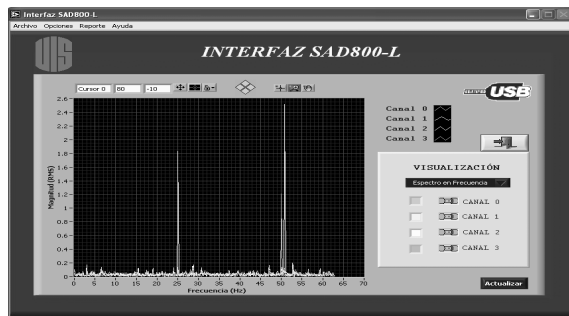 Interfaz SAD800-L
Archivo Opciones Reporte Ayuda
UIS
INTERFAZ SAD800-L
Cursor 0 80 -10
USB
Canal 0
Canal 1
Canal 2
Canal 3
VISUALIZACIÓN
Espectro en Frecuencia
CANAL 0
CANAL 1
CANAL 2
CANAL 3
Actualizar
Magnitud (RMS)
2.6
2.4
2.2
2
1.8
1.6
1.4
1.2
1
0.8
0.6
0.4
0.2
0
0 5 10 15 20 25 30 35 40 45 50 55 60 65 70
Frecuencia (Hz)